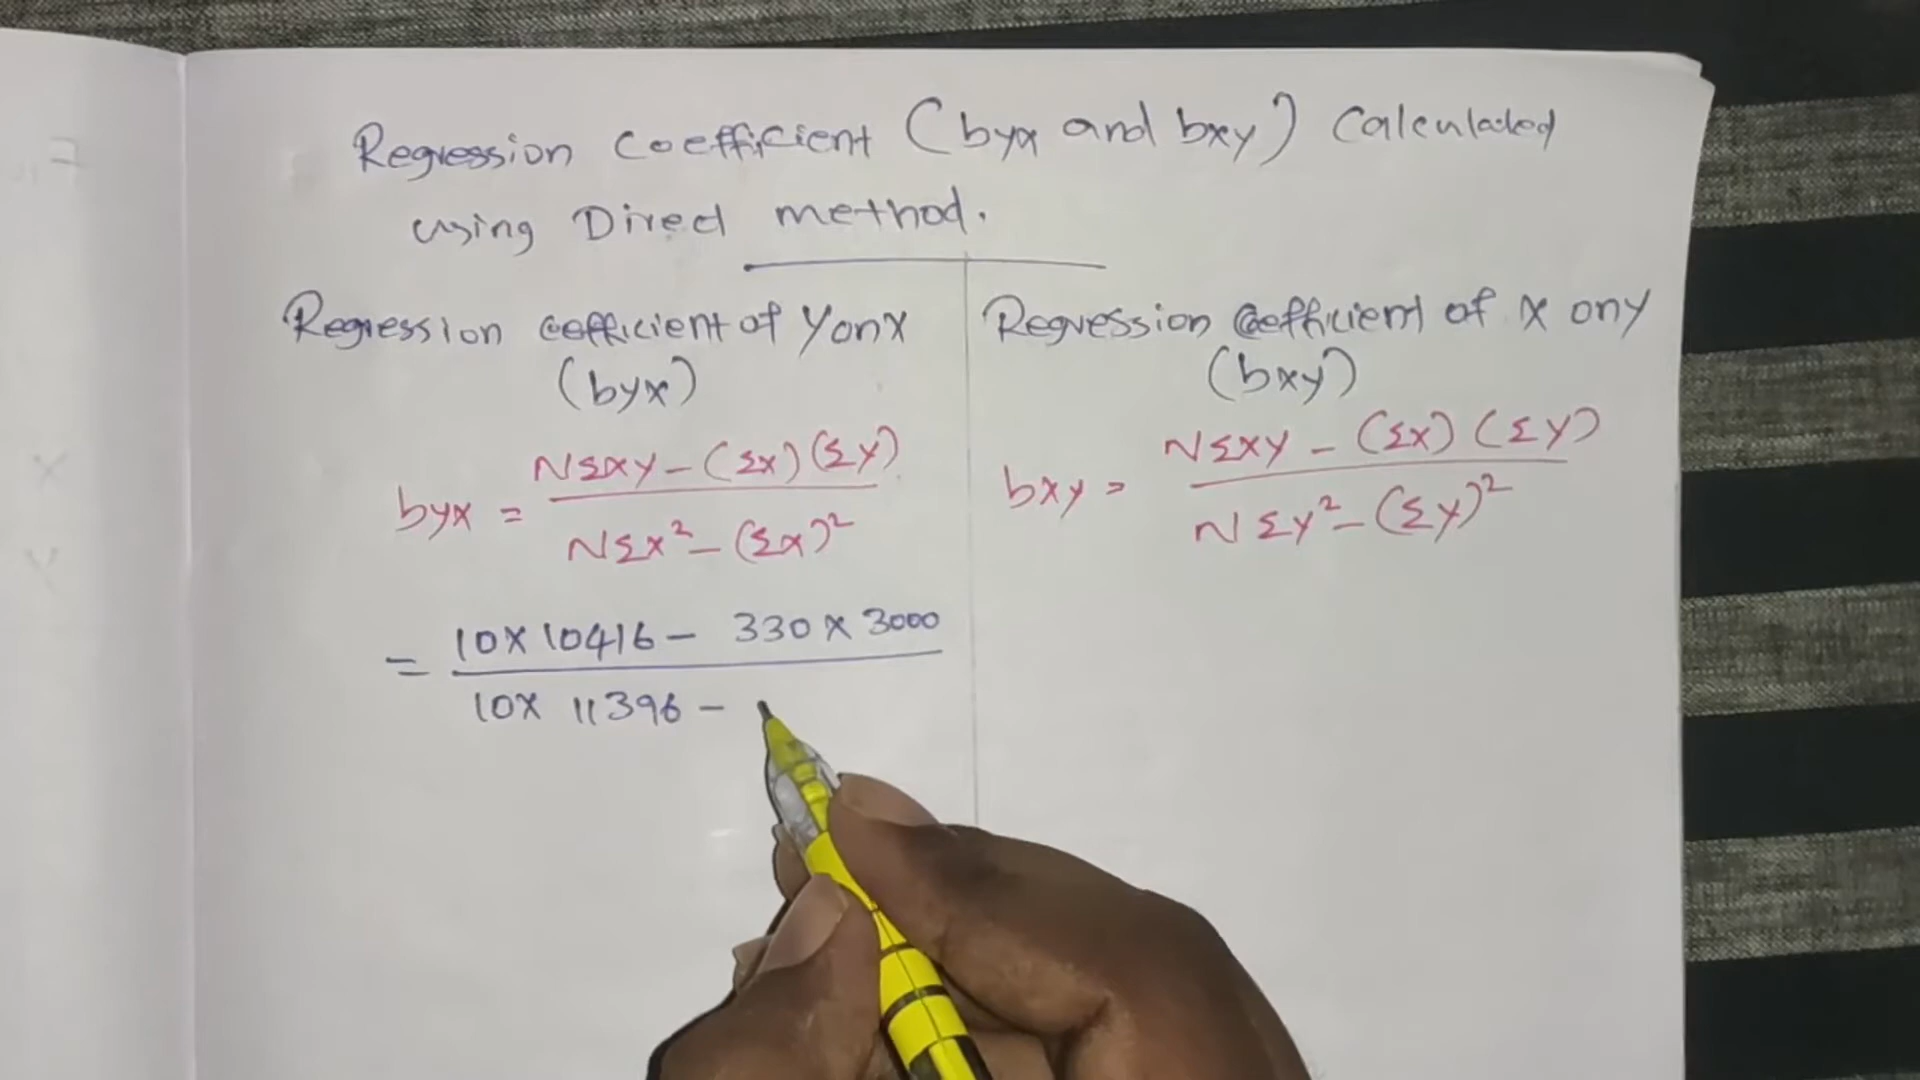 Regression Coefficient (byx and bxy) Calculated
using Direct method.
Regression coefficient of Y on X
(byx)
byx = NΣxy - (Σx) (Σy)
NΣx² - (Σx)²
= 10 X 10416 - 330 x 3000
10 X 11396 -
Regression coefficient of X on y
(bxy)
bxy = NΣxy - (Σx) (Σy)
NΣy² - (Σy)²